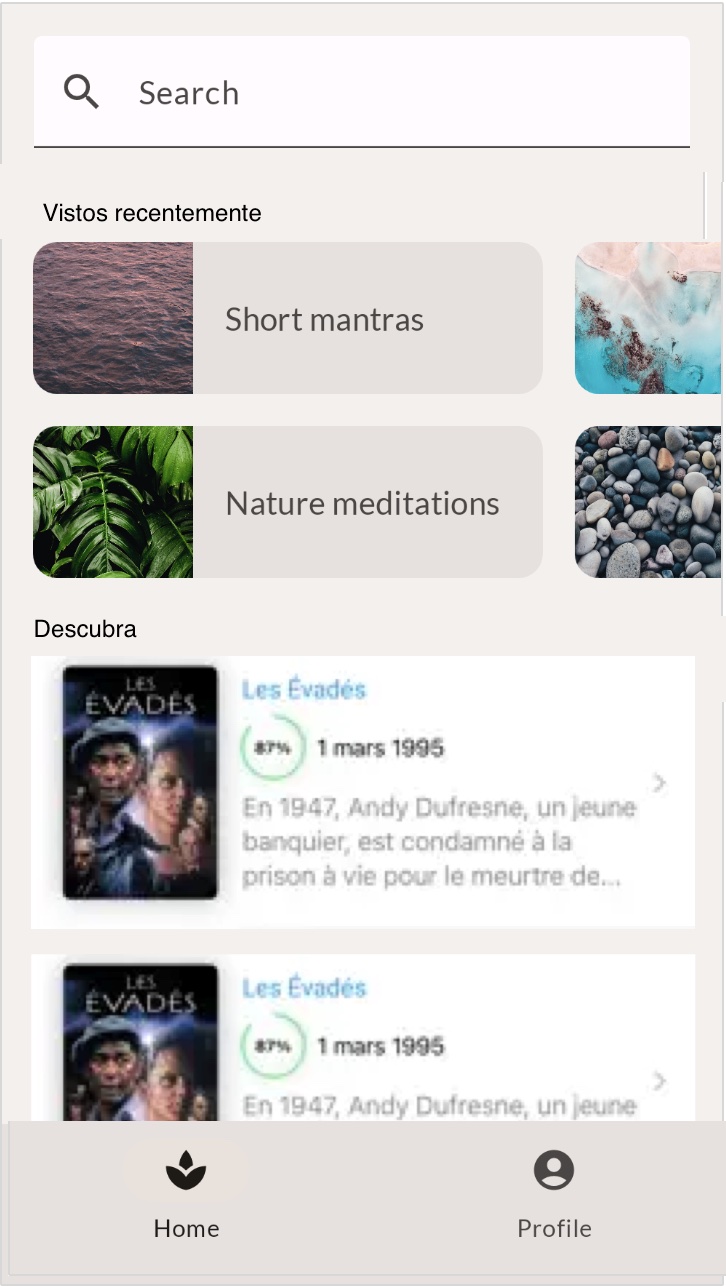 Search
Vistos recentemente
Short mantras
Nature meditations
Descubra
LES
ÉVADÉS
Les Évadés
87%
1 mars 1995
En 1947, Andy Dufresne, un jeune
banquier, est condamné à la
prison à vie pour le meurtre de...
LES
ÉVADÉS
Les Évadés
87%
1 mars 1995
En 1947, Andy Dufresne, un jeune
Home
Profile